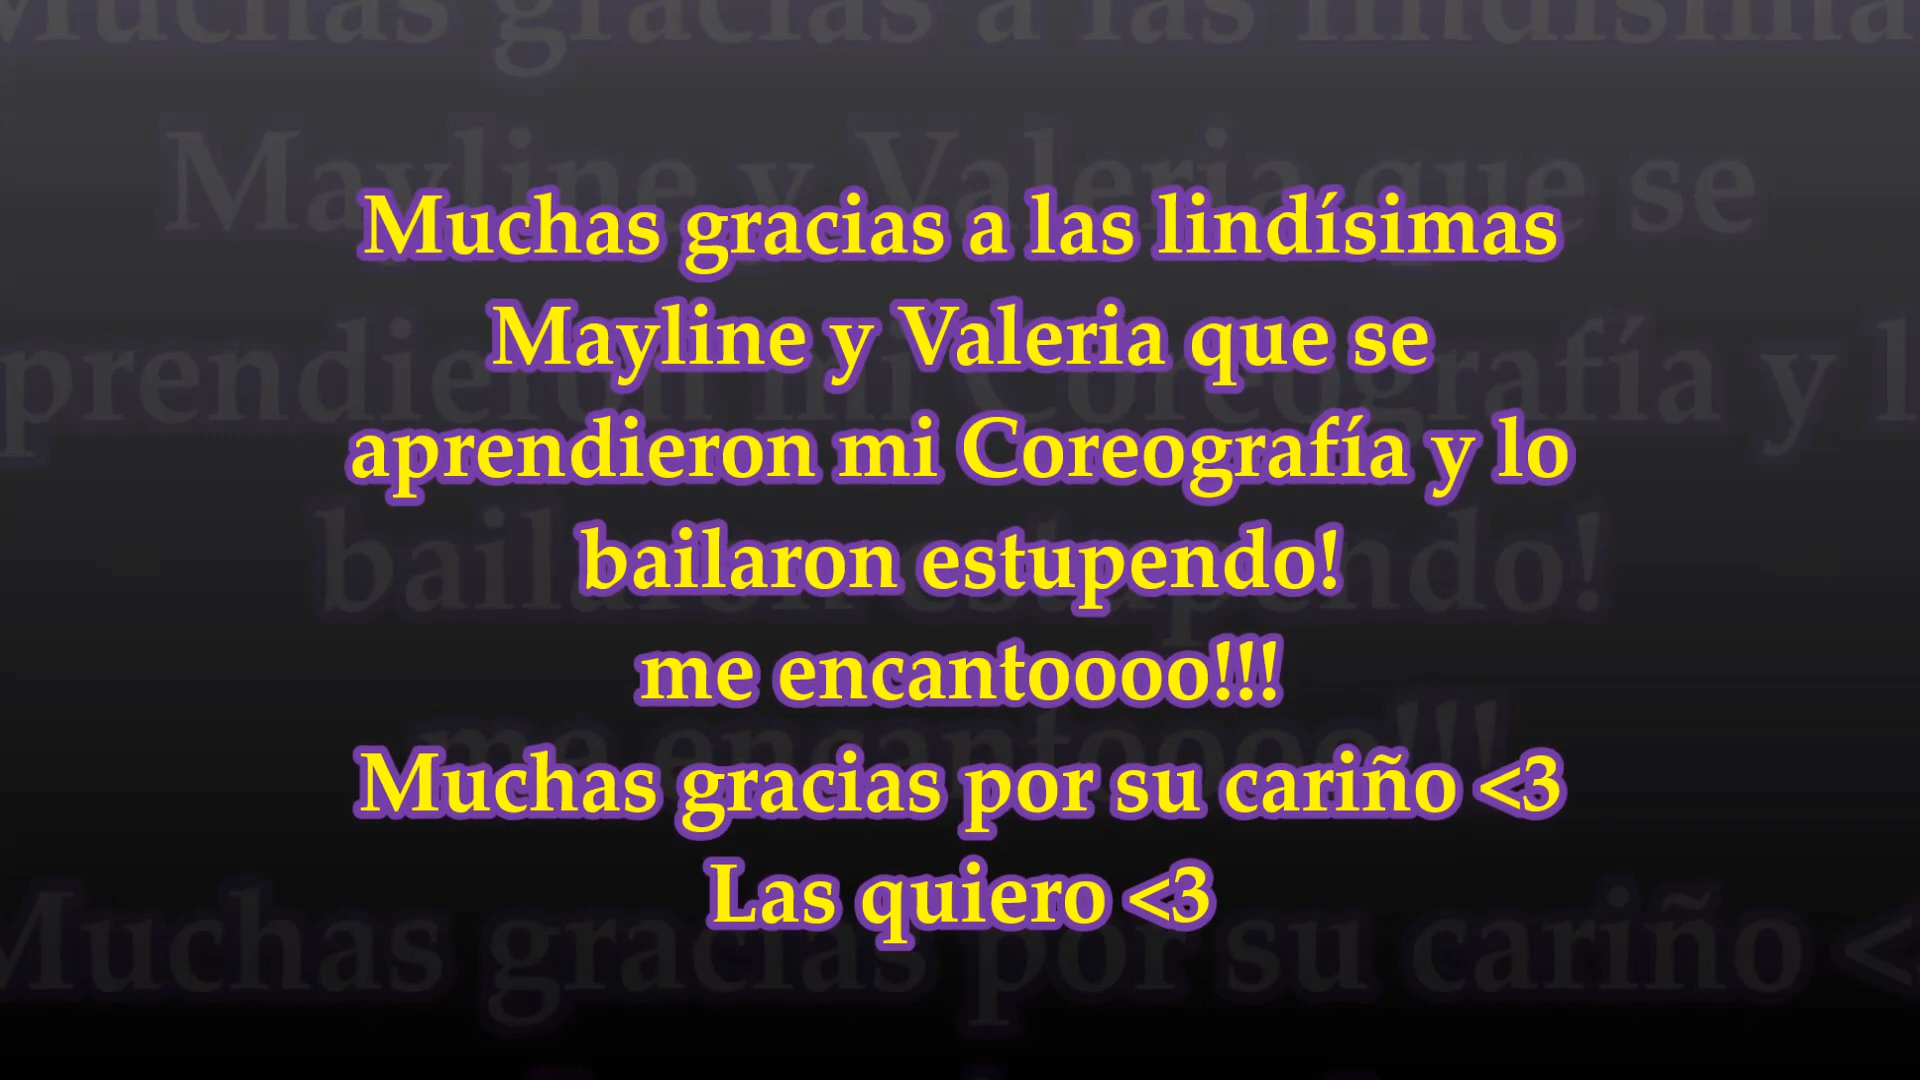 Muchas gracias a las lindísimas
Mayline y Valeria que se
aprendieron mi Coreografía y lo
bailaron estupendo!
me encantoooo!!!
Muchas gracias por su cariño <3
Las quiero <3